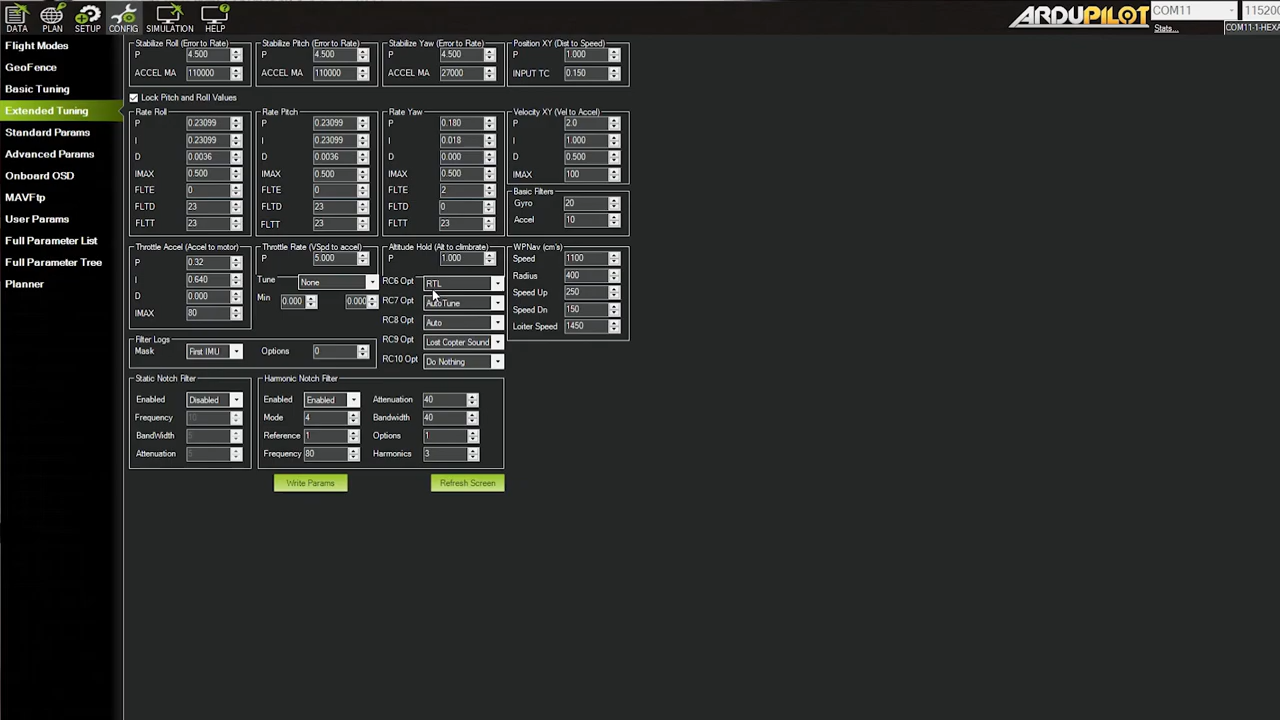 DATA
PLAN
SETUP
CONFIG
SIMULATION
HELP
ARDUPILOT
COM11
115200
Stats...
COM11-1-HEXA
Flight Modes
GeoFence
Basic Tuning
Extended Tuning
Standard Params
Advanced Params
Onboard OSD
MAVFtp
User Params
Full Parameter List
Full Parameter Tree
Planner
Stabilize Roll (Error to Rate)
P 4.500
ACCEL MA 110000
Stabilize Pitch (Error to Rate)
P 4.500
ACCEL MA 110000
Stabilize Yaw (Error to Rate)
P 4.500
ACCEL MA 27000
Position XY (Dist to Speed)
P 1.000
INPUT TC 0.150
Lock Pitch and Roll Values
Rate Roll
P 0.23099
I 0.23099
D 0.0036
IMAX 0.500
FLTE 0
FLTD 23
FLTT 23
Rate Pitch
P 0.23099
I 0.23099
D 0.0036
IMAX 0.500
FLTE 0
FLTD 23
FLTT 23
Rate Yaw
P 0.180
I 0.018
D 0.000
IMAX 0.500
FLTE 2
FLTD 0
FLTT 23
Velocity XY (Vel to Accel)
P 2.0
I 1.000
D 0.500
IMAX 100
Basic Filters
Gyro 20
Accel 10
Throttle Accel (Accel to motor)
P 0.32
I 0.640
D 0.000
IMAX 80
Throttle Rate (VSpd to accel)
P 5.000
Tune None
Min 0.000 0.000
Altitude Hold (Alt to climbrate)
P 1.000
RC6 Opt RTL
RC7 Opt AutoTune
RC8 Opt Auto
RC9 Opt Lost Copter Sound
RC10 Opt Do Nothing
WPNav (cm's)
Speed 1100
Radius 400
Speed Up 250
Speed Dn 150
Loiter Speed 1450
Filter Logs
Mask First IMU Options 0
Static Notch Filter
Enabled Disabled
Frequency 10
BandWidth 5
Attenuation 5
Harmonic Notch Filter
Enabled Enabled Attenuation 40
Mode 4 Bandwidth 40
Reference 1 Options 1
Frequency 80 Harmonics 3
Write Params
Refresh Screen